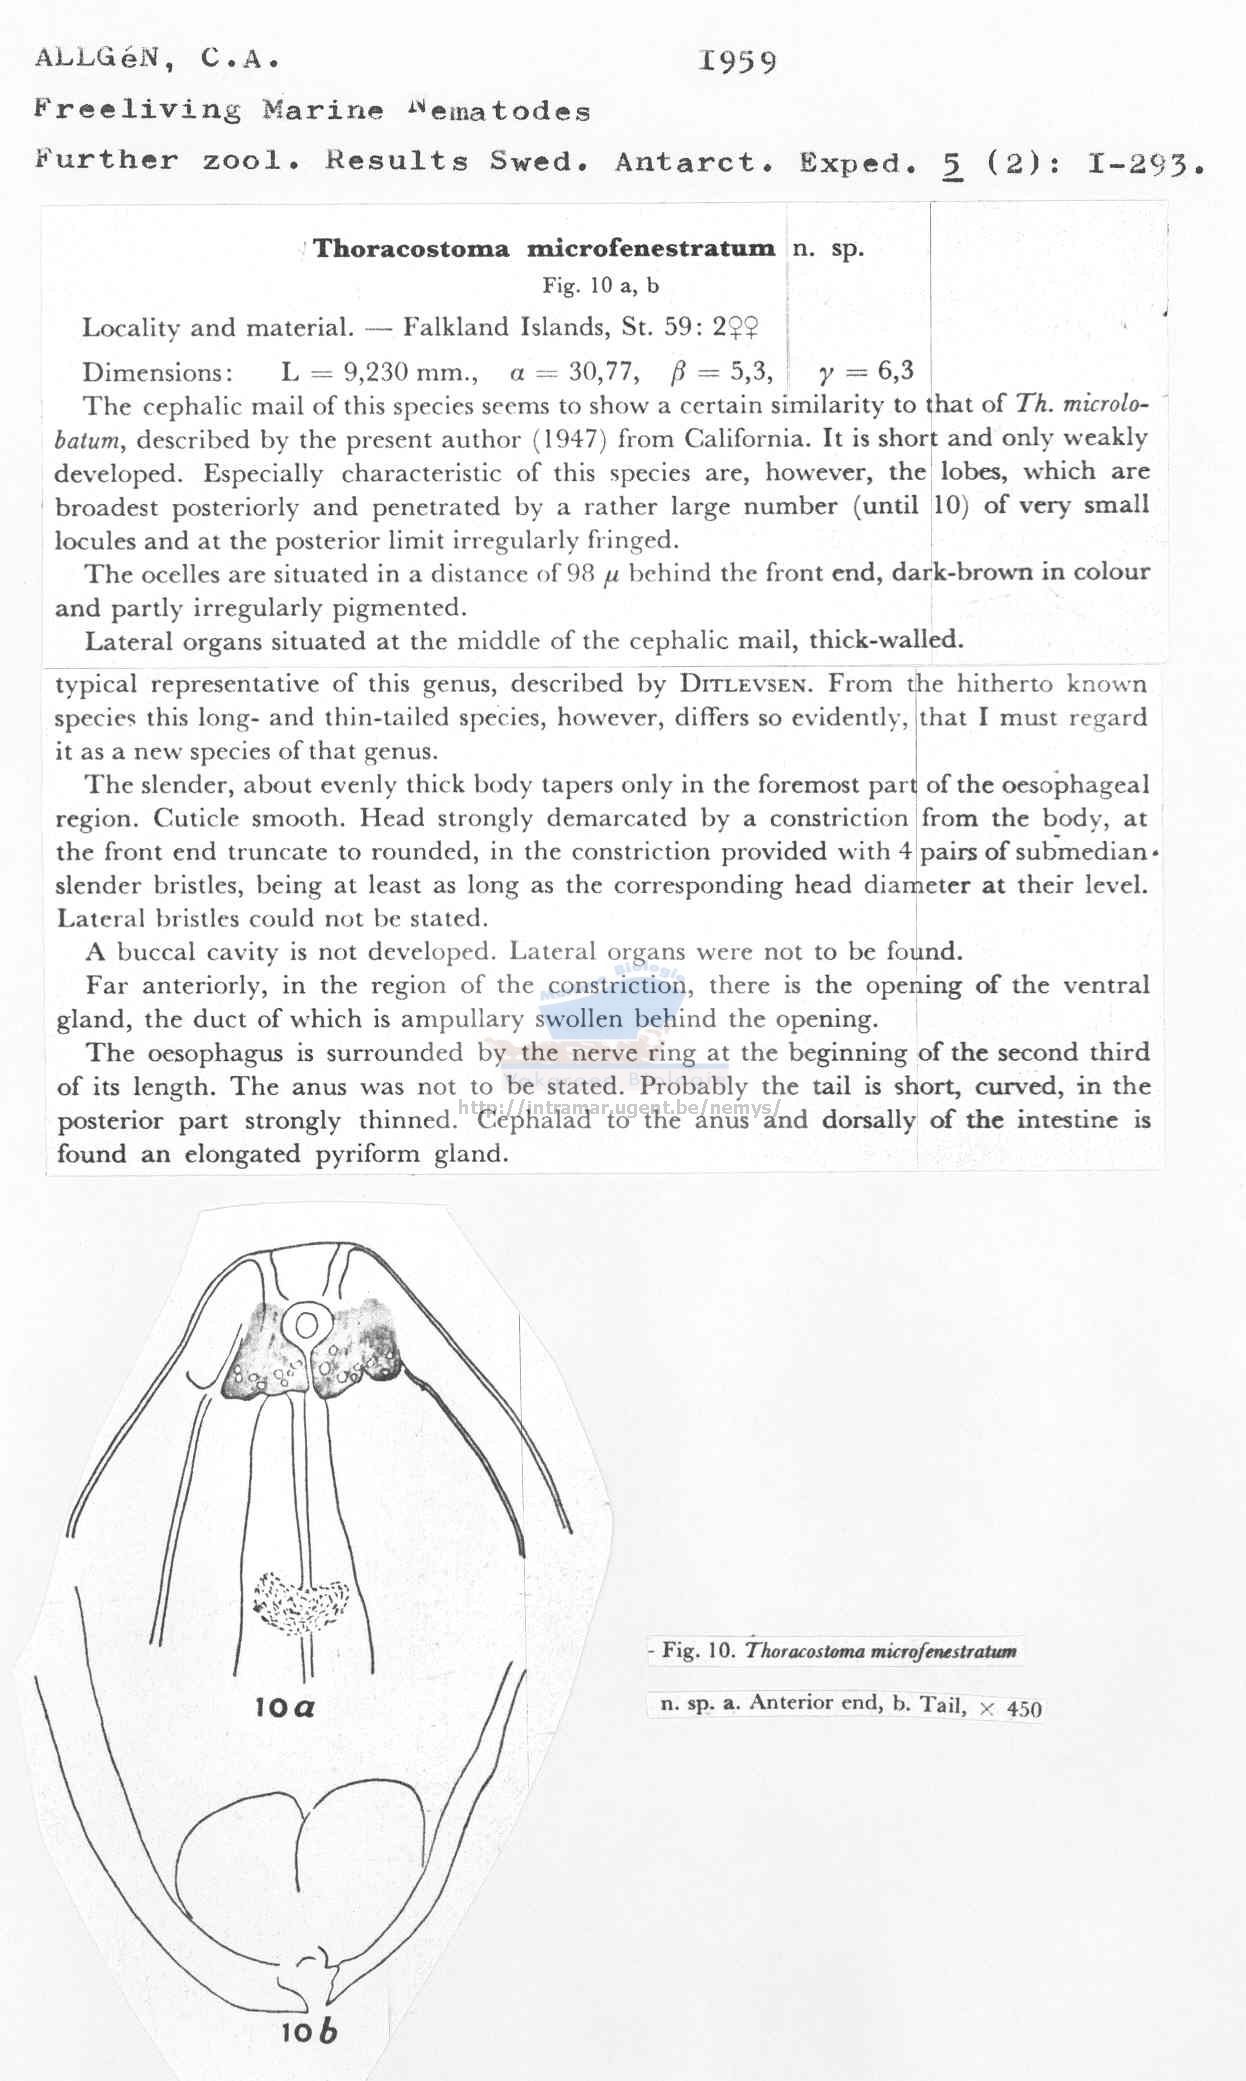 ALLGéN, C.A. 1959
Freeliving Marine Nematodes
Further zool. Results Swed. Antarct. Exped. 5 (2): I-293.
Thoracostoma microfenestratum n. sp.
Fig. 10 a, b
Locality and material. — Falkland Islands, St. 59: 2♀♀
Dimensions: L = 9,230 mm., α = 30,77, β = 5,3, γ = 6,3
The cephalic mail of this species seems to show a certain similarity to that of Th. microlo-
batum, described by the present author (1947) from California. It is short and only weakly
developed. Especially characteristic of this species are, however, the lobes, which are
broadest posteriorly and penetrated by a rather large number (until 10) of very small
locules and at the posterior limit irregularly fringed.
The ocelles are situated in a distance of 98 μ behind the front end, dark-brown in colour
and partly irregularly pigmented.
Lateral organs situated at the middle of the cephalic mail, thick-walled.
typical representative of this genus, described by DITLEVSEN. From the hitherto known
species this long- and thin-tailed species, however, differs so evidently, that I must regard
it as a new species of that genus.
The slender, about evenly thick body tapers only in the foremost part of the oesophageal
region. Cuticle smooth. Head strongly demarcated by a constriction from the body, at
the front end truncate to rounded, in the constriction provided with 4 pairs of submedian
slender bristles, being at least as long as the corresponding head diameter at their level.
Lateral bristles could not be stated.
A buccal cavity is not developed. Lateral organs were not to be found.
Far anteriorly, in the region of the constriction, there is the opening of the ventral
gland, the duct of which is ampullary swollen behind the opening.
The oesophagus is surrounded by the nerve ring at the beginning of the second third
of its length. The anus was not to be stated. Probably the tail is short, curved, in the
http://intramar.ugent.be/nemys/
posterior part strongly thinned. Cephalad to the anus and dorsally of the intestine is
found an elongated pyriform gland.
10 a
- Fig. 10. Thoracostoma microfenestratum
n. sp. a. Anterior end, b. Tail, × 450
10 b